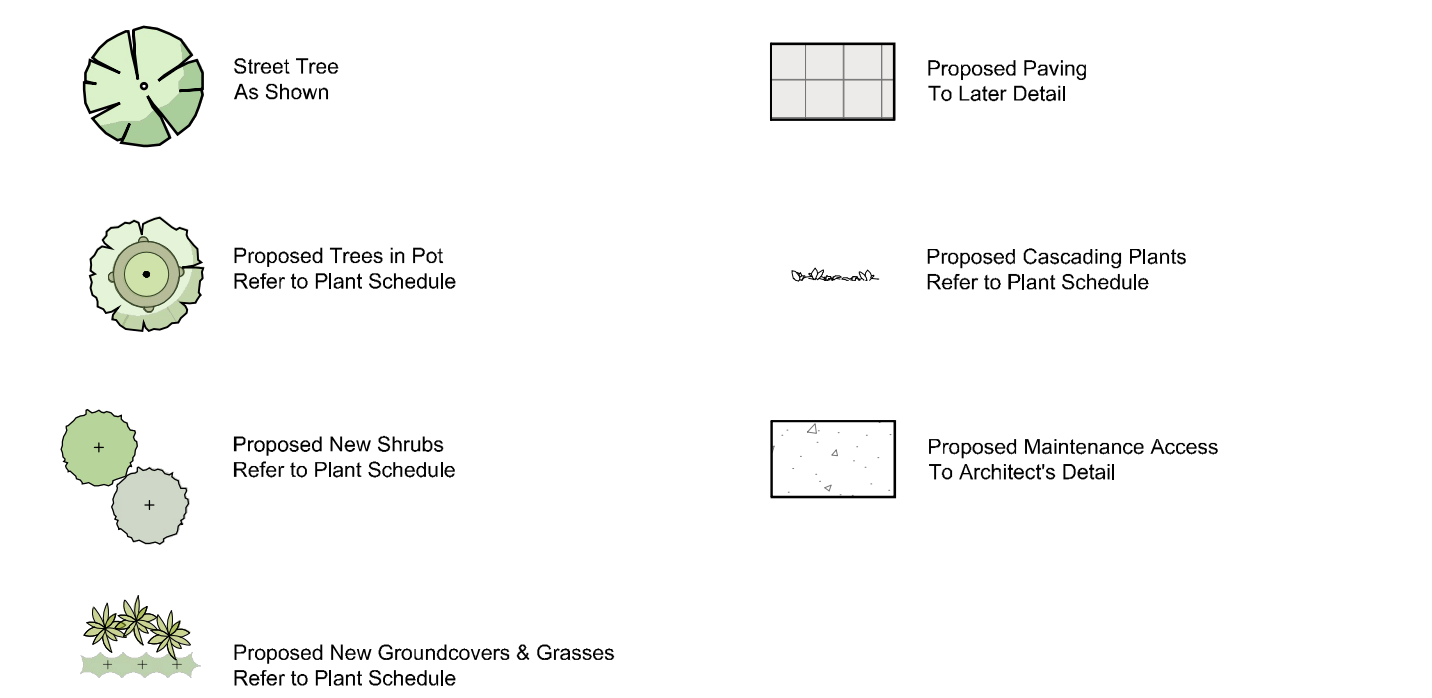 Street Tree
As Shown
Proposed Trees in Pot
Refer to Plant Schedule
Proposed New Shrubs
Refer to Plant Schedule
Proposed New Groundcovers & Grasses
Refer to Plant Schedule
Proposed Paving
To Later Detail
Proposed Cascading Plants
Refer to Plant Schedule
Proposed Maintenance Access
To Architect's Detail